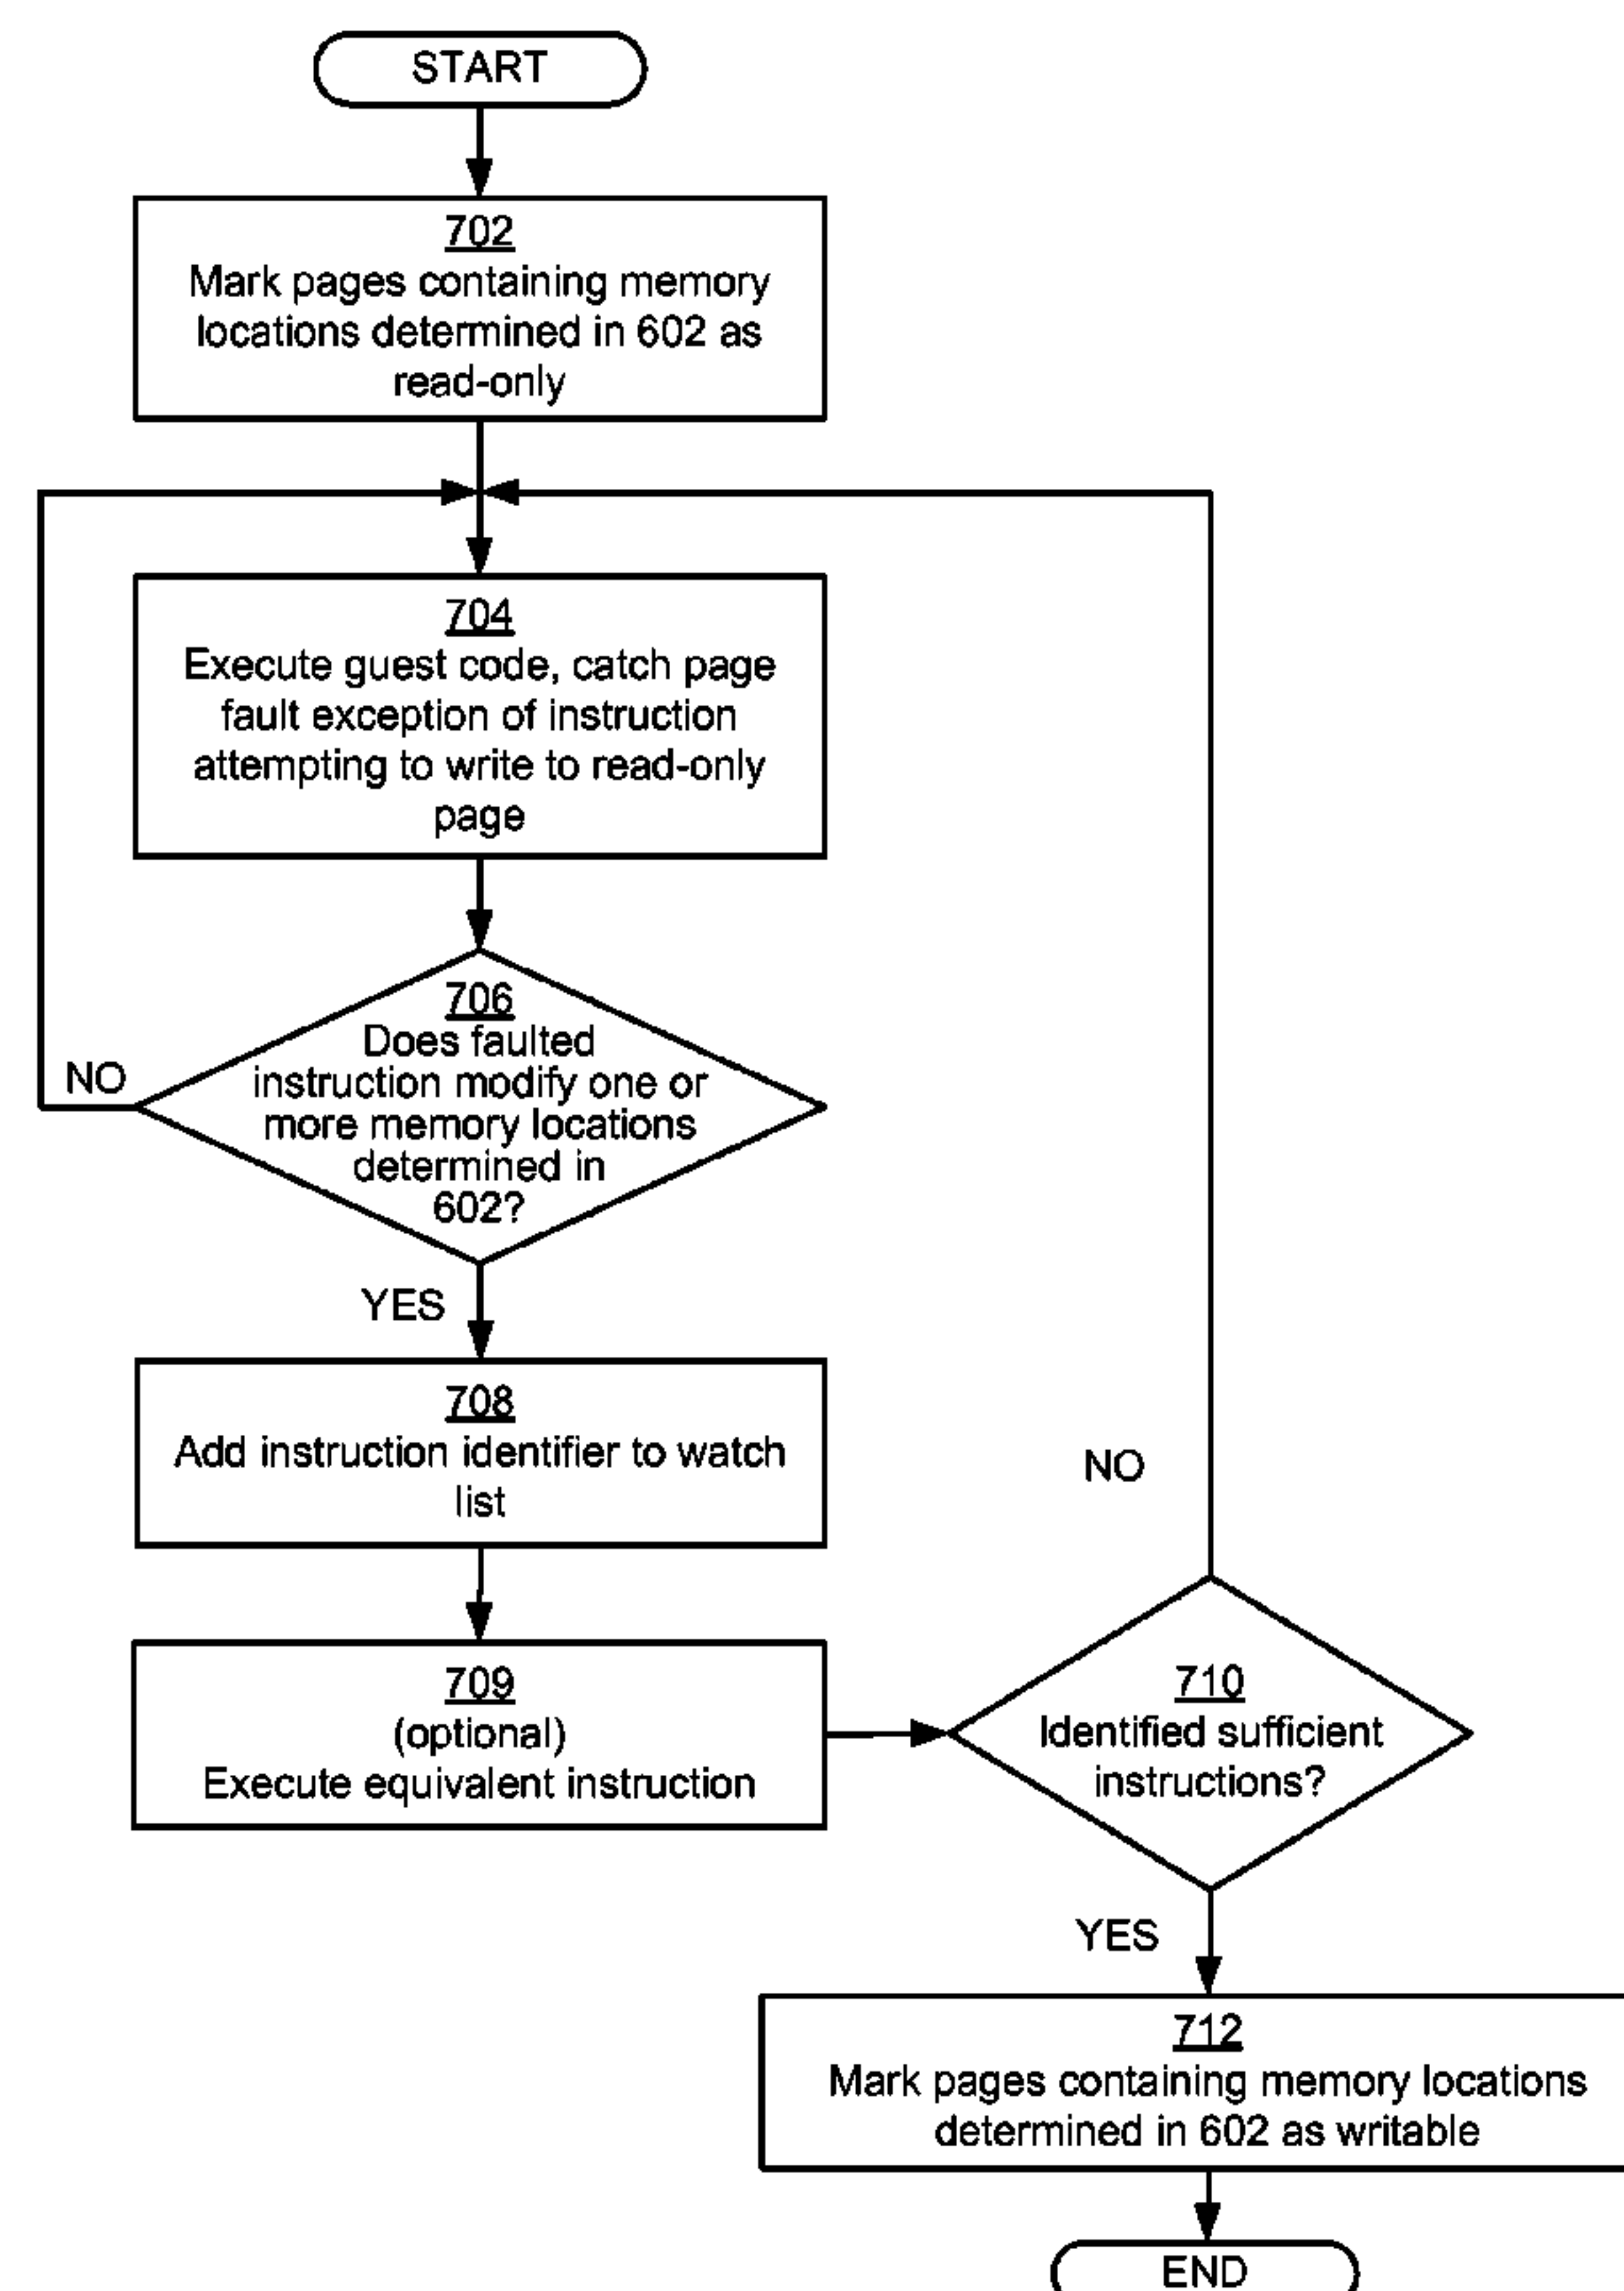 START
702
Mark pages containing memory
locations determined in 602 as
read-only
704
Execute guest code, catch page
fault exception of instruction
attempting to write to read-only
page
706
Does faulted
instruction modify one or
more memory locations
determined in
602?
NO
YES
708
Add instruction identifier to watch
list
NO
709
(optional)
Execute equivalent instruction
710
Identified sufficient
instructions?
YES
712
Mark pages containing memory locations
determined in 602 as writable
END